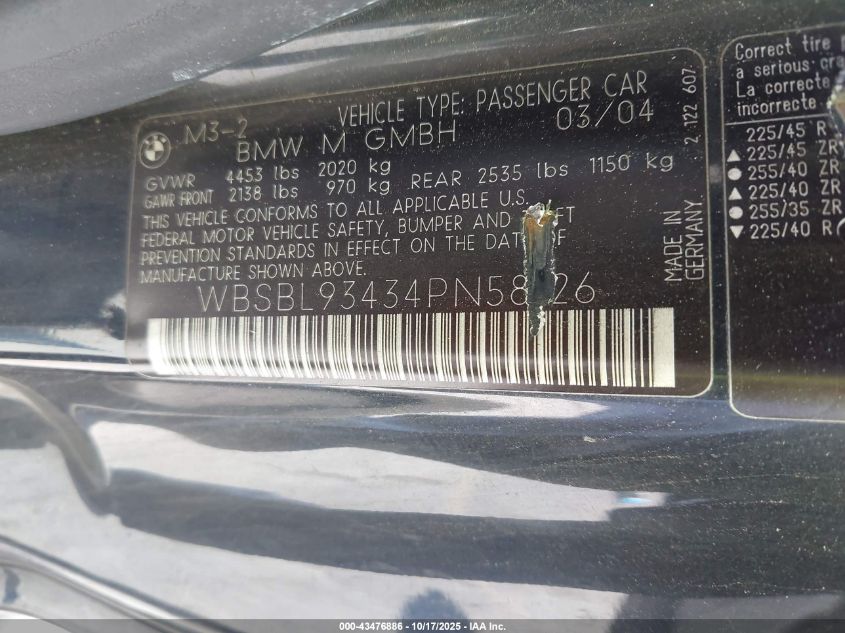 M3-2
VEHICLE TYPE: PASSENGER CAR
BMW M GMBH 03/04
GVWR 4453 lbs 2020 kg
GAWR FRONT 2138 lbs 970 kg REAR 2535 lbs 1150 kg
THIS VEHICLE CONFORMS TO ALL APPLICABLE U.S.
FEDERAL MOTOR VEHICLE SAFETY, BUMPER AND
PREVENTION STANDARDS IN EFFECT ON THE DATE OF
MANUFACTURE SHOWN ABOVE.
MADE IN
GERMANY
2 122 607
Correct tire
a serious
La correcte
incorrecte
225/45 R
▲ 225/45 ZR
● 255/40 ZR
▲ 225/40 ZR
● 255/35 ZR
▼ 225/40 R
000-43476886 | 10/17/2025 - IAA Inc.